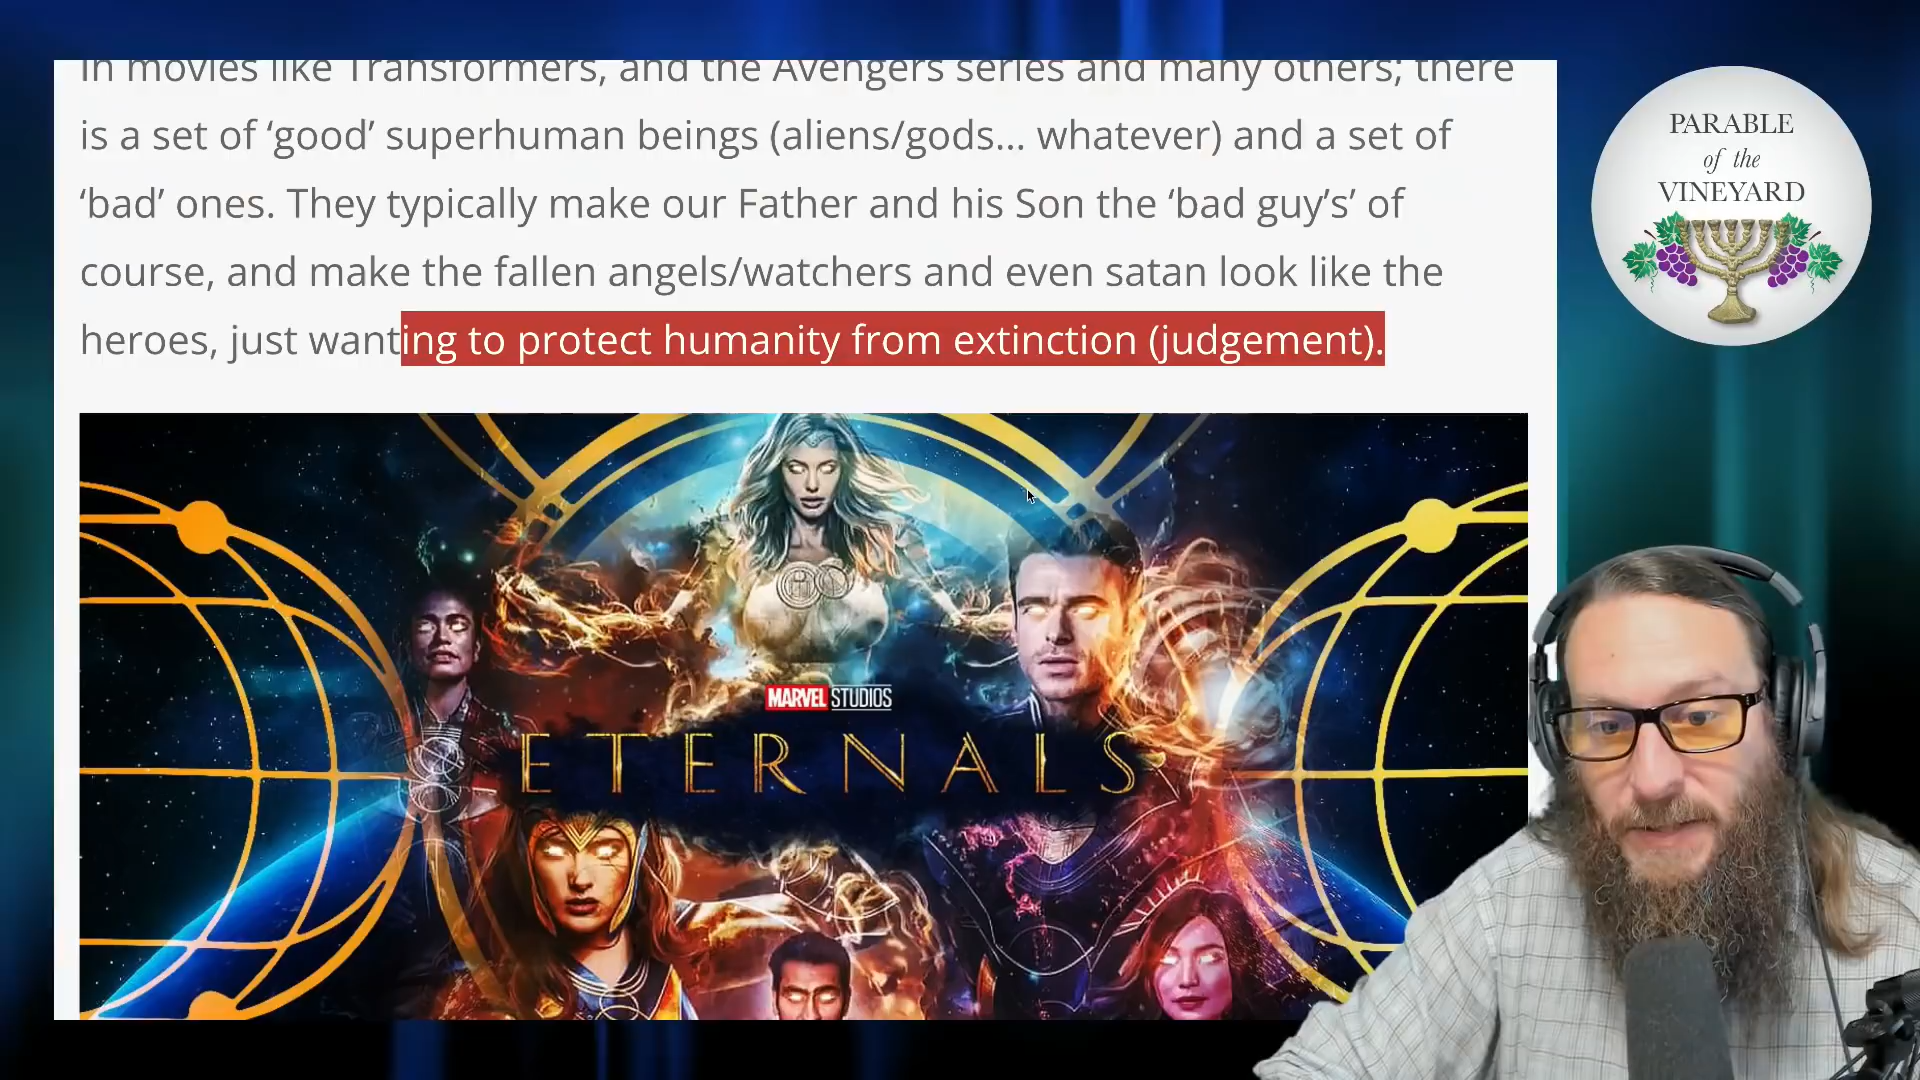 in movies like Transformers, and the Avengers series and many others; there
is a set of ‘good’ superhuman beings (aliens/gods... whatever) and a set of
‘bad’ ones. They typically make our Father and his Son the ‘bad guy’s’ of
course, and make the fallen angels/watchers and even satan look like the
heroes, just wanting to protect humanity from extinction (judgement).
MARVEL STUDIOS
ETERNALS
PARABLE
of the
VINEYARD